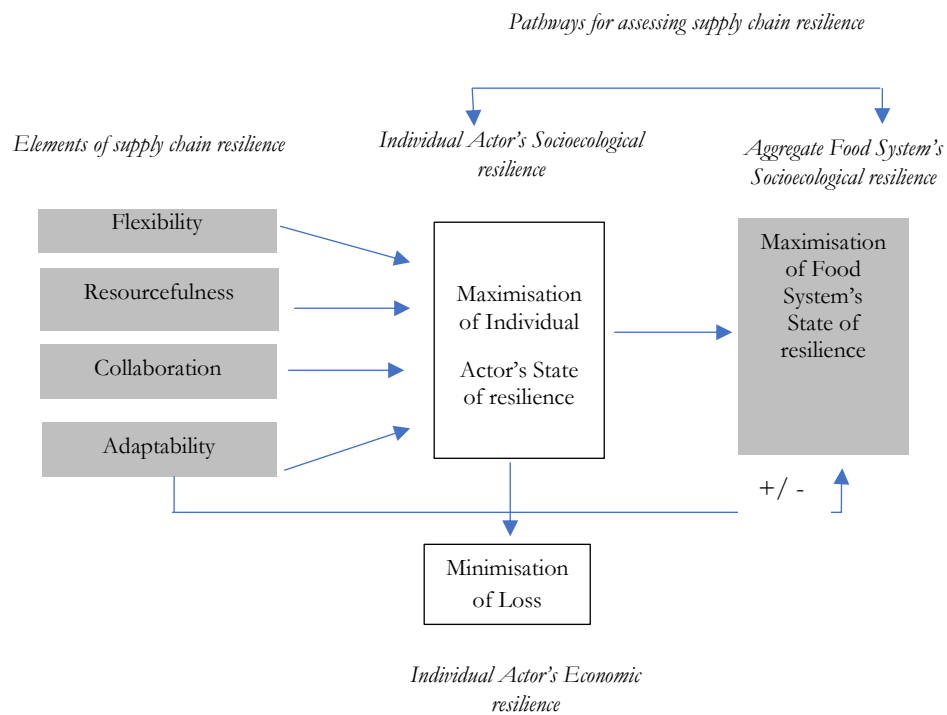 Pathways for assessing supply chain resilience
Elements of supply chain resilience
Individual Actor’s Socioecological
resilience
Aggregate Food System’s
Socioecological resilience
Flexibility
Resourcefulness
Collaboration
Adaptability
Maximisation
of Individual
Actor’s State
of resilience
Maximisation
of Food
System’s
State of
resilience
+/ -
Minimisation
of Loss
Individual Actor’s Economic
resilience